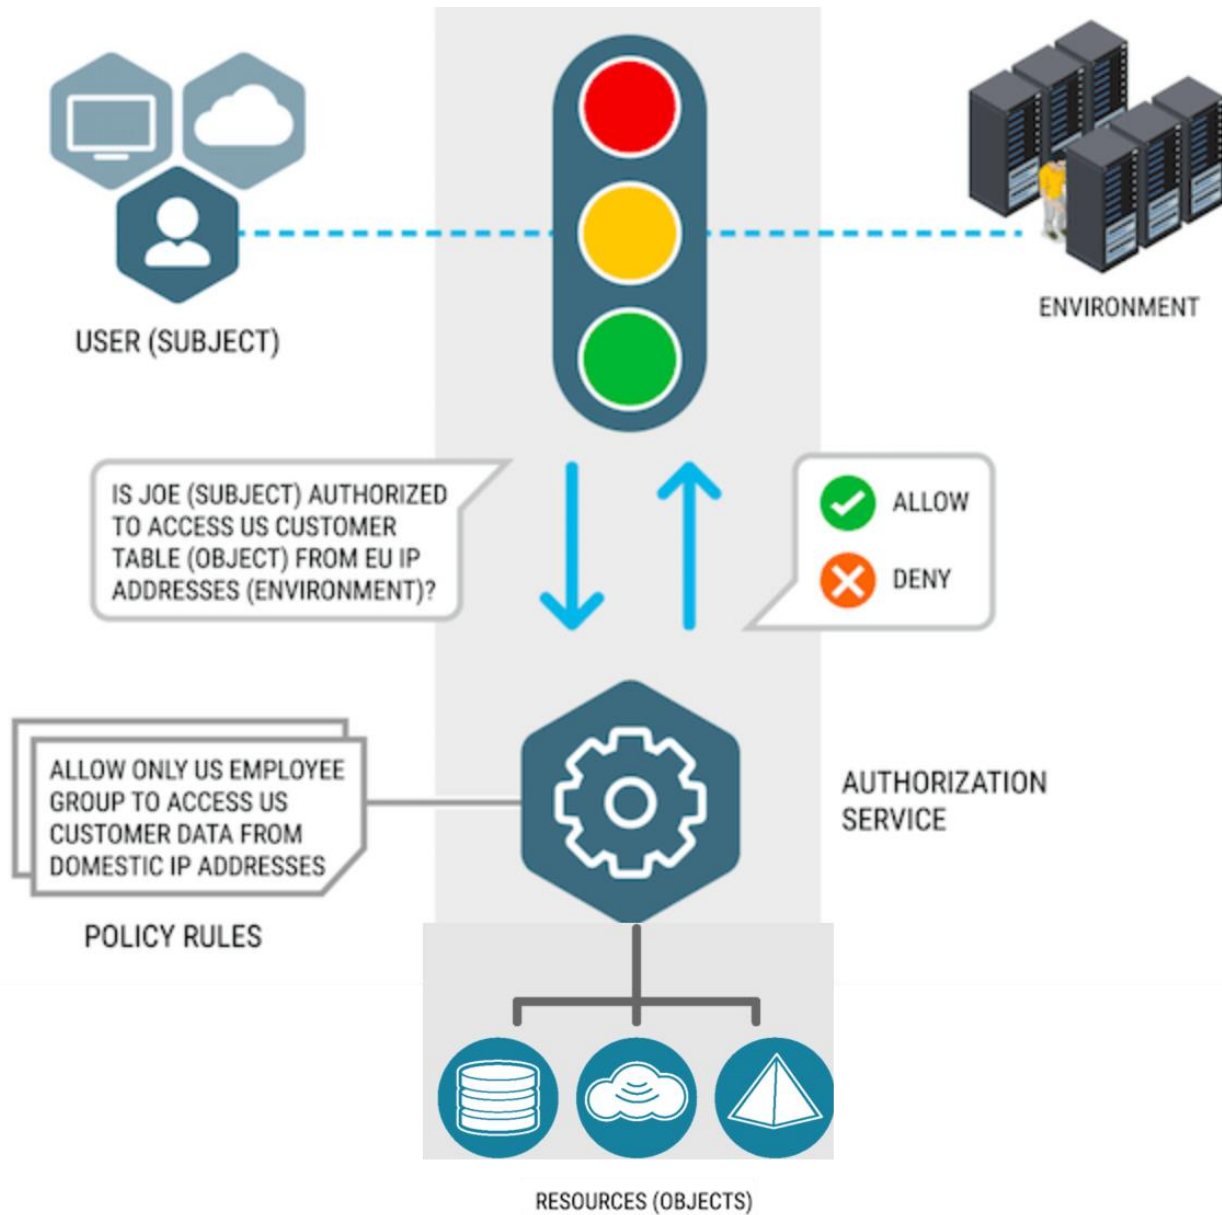 USER (SUBJECT)
ENVIRONMENT
IS JOE (SUBJECT) AUTHORIZED
TO ACCESS US CUSTOMER
TABLE (OBJECT) FROM EU IP
ADDRESSES (ENVIRONMENT)?
ALLOW
DENY
ALLOW ONLY US EMPLOYEE
GROUP TO ACCESS US
CUSTOMER DATA FROM
DOMESTIC IP ADDRESSES
POLICY RULES
AUTHORIZATION
SERVICE
RESOURCES (OBJECTS)